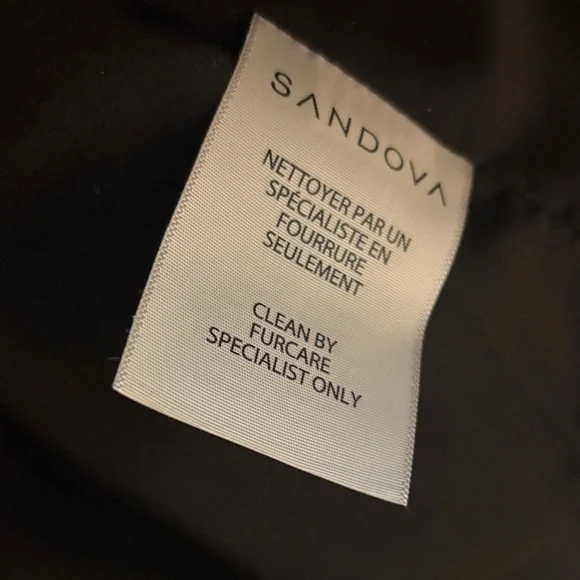 SANDOVA
NETTOYER PAR UN
SPÉCIALISTE EN
FOURRURE
SEULEMENT
CLEAN BY
FURCARE
SPECIALIST ONLY